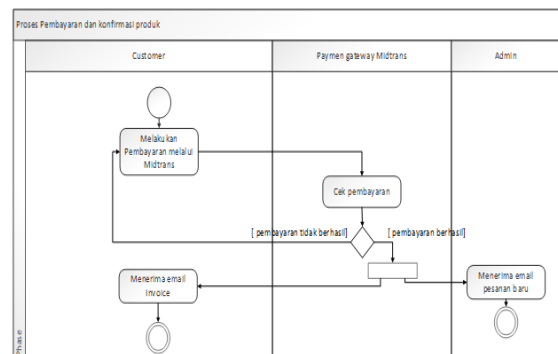 Proses Pembayaran dan konfirmasi produk
Customer
Paymen gateway Midtrans
Admin
Melakukan
Pembayaran melalui
Midtrans
Cek pembayaran
[ pembayaran tidak berhasil]
[ pembayaran berhasil]
Menerima email
Invoice
Menerima email
pesanan baru
Phase